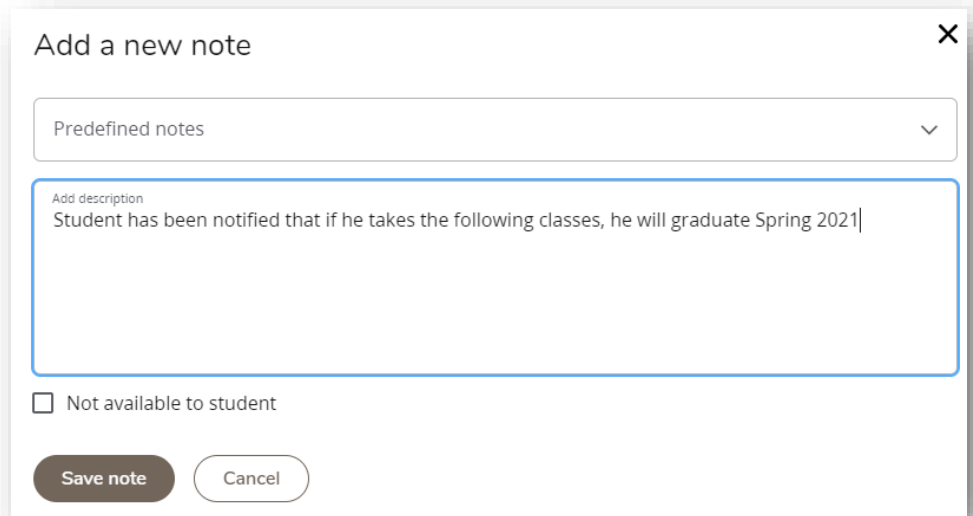 Add a new note
Predefined notes
Add description
Student has been notified that if he takes the following classes, he will graduate Spring 2021
Not available to student
Save note
Cancel